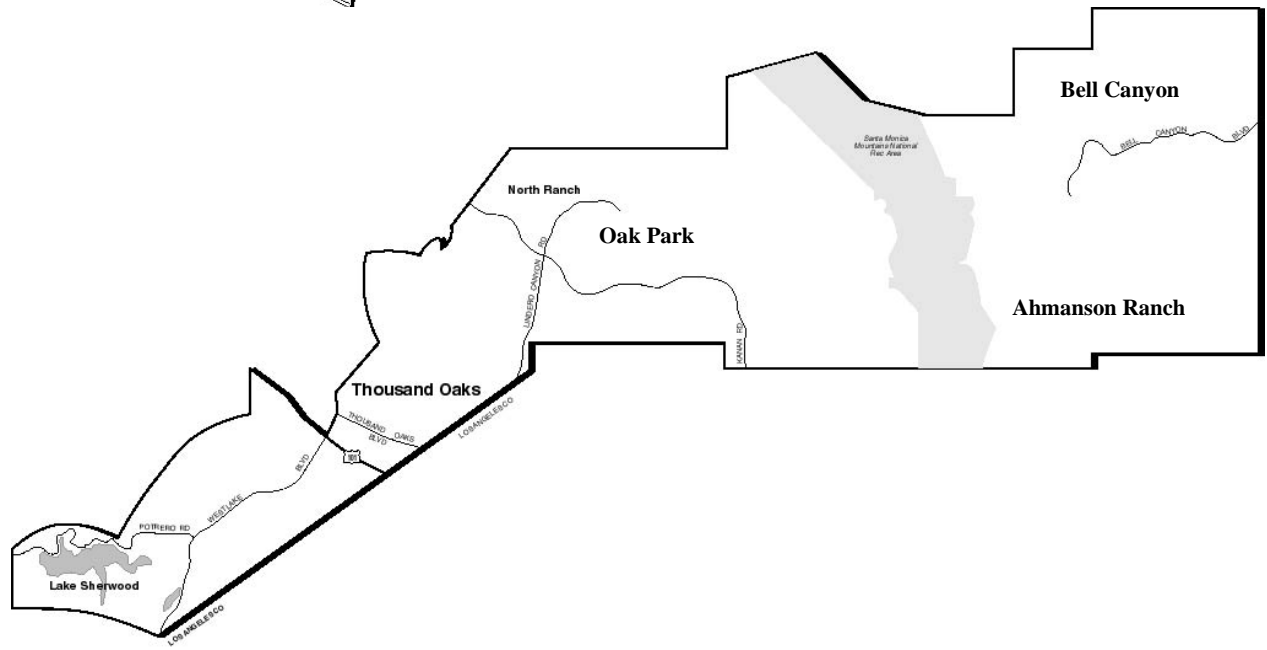 Bell Canyon
BELL CANYON BLVD
Santa Monica
Mountains National
Rec Area
North Ranch
Oak Park
LINDERO CANYON RD
Ahmanson Ranch
KANAN RD
Thousand Oaks
THOUSAND OAKS
BLVD
LOS ANGELES CO
101
WESTLAKE BLVD
POTRERO RD
Lake Sherwood
LOS ANGELES CO